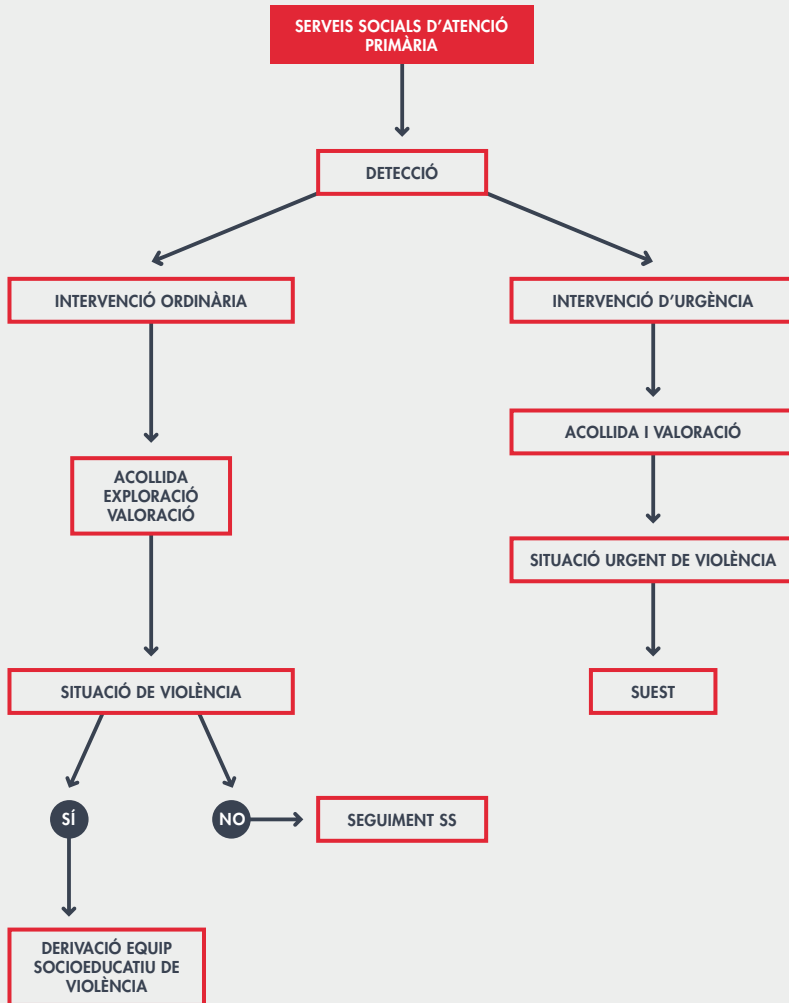 SERVEIS SOCIALS D'ATENCIÓ
PRIMÀRIA
DETECCIÓ
INTERVENCIÓ ORDINÀRIA
INTERVENCIÓ D'URGÈNCIA
ACOLLIDA I VALORACIÓ
ACOLLIDA
EXPLORACIÓ
VALORACIÓ
SITUACIÓ URGENT DE VIOLÈNCIA
SITUACIÓ DE VIOLÈNCIA
SUEST
SÍ
NO
SEGUIMENT SS
DERIVACIÓ EQUIP
SOCIOEDUCATIU DE
VIOLÈNCIA